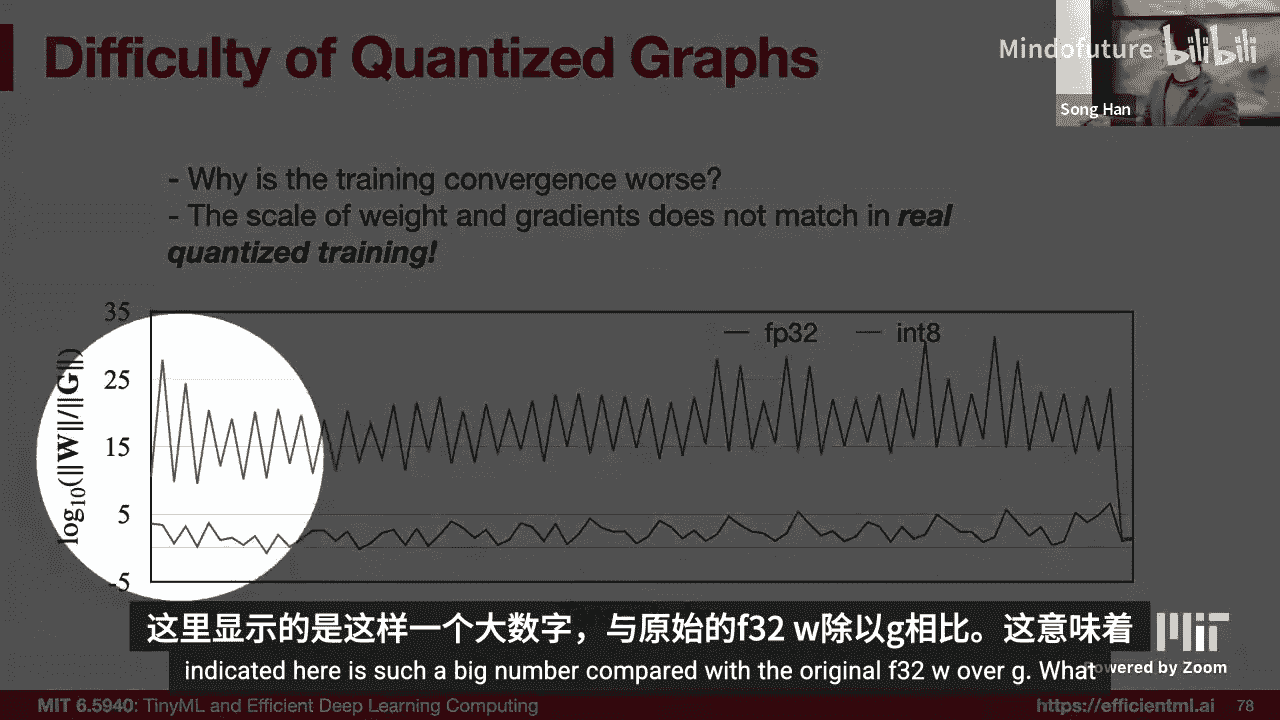 Difficulty of Quantized Graphs
Mindofuture bilibili
Song Han
- Why is the training convergence worse?
- The scale of weight and gradients does not match in real
quantized training!
35
25
15
5
-5
log10(||W||/||G||)
fp32
int8
这里显示的是这样一个大数字，与原始的f32 w除以g相比。这意味着
indicated here is such a big number compared with the original f32 w over g. What
MIT
Powered by Zoom
MIT 6.5940: TinyML and Efficient Deep Learning Computing
https://efficientml.ai
78